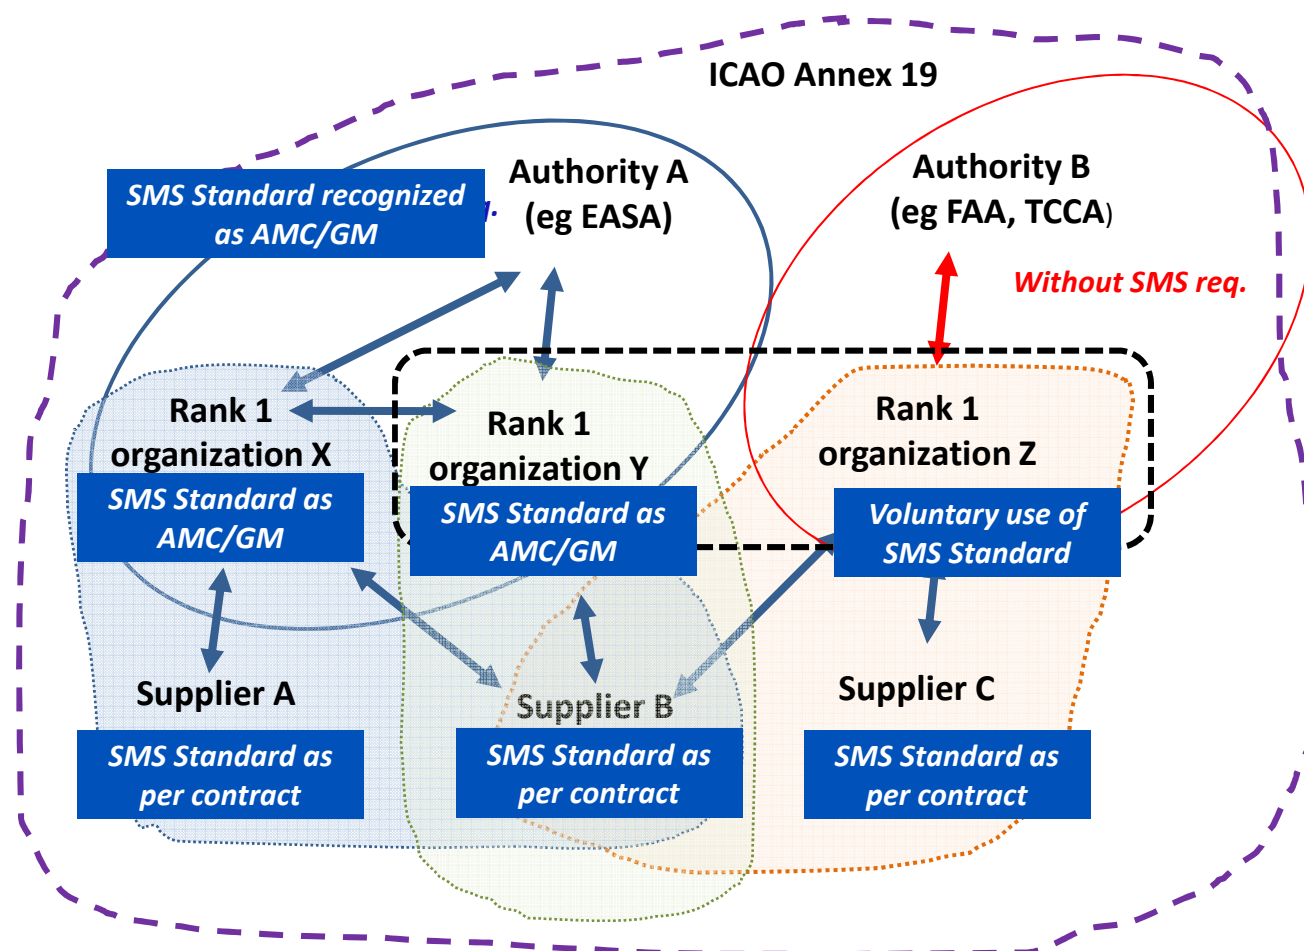 ICAO Annex 19
Authority A
(eg EASA)
Authority B
(eg FAA, TCCA)
SMS Standard recognized
as AMC/GM
Without SMS req.
Rank 1
organization X
Rank 1
organization Y
Rank 1
organization Z
SMS Standard as
AMC/GM
SMS Standard as
AMC/GM
Voluntary use of
SMS Standard
Supplier A
Supplier B
Supplier C
SMS Standard as
per contract
SMS Standard as
per contract
SMS Standard as
per contract